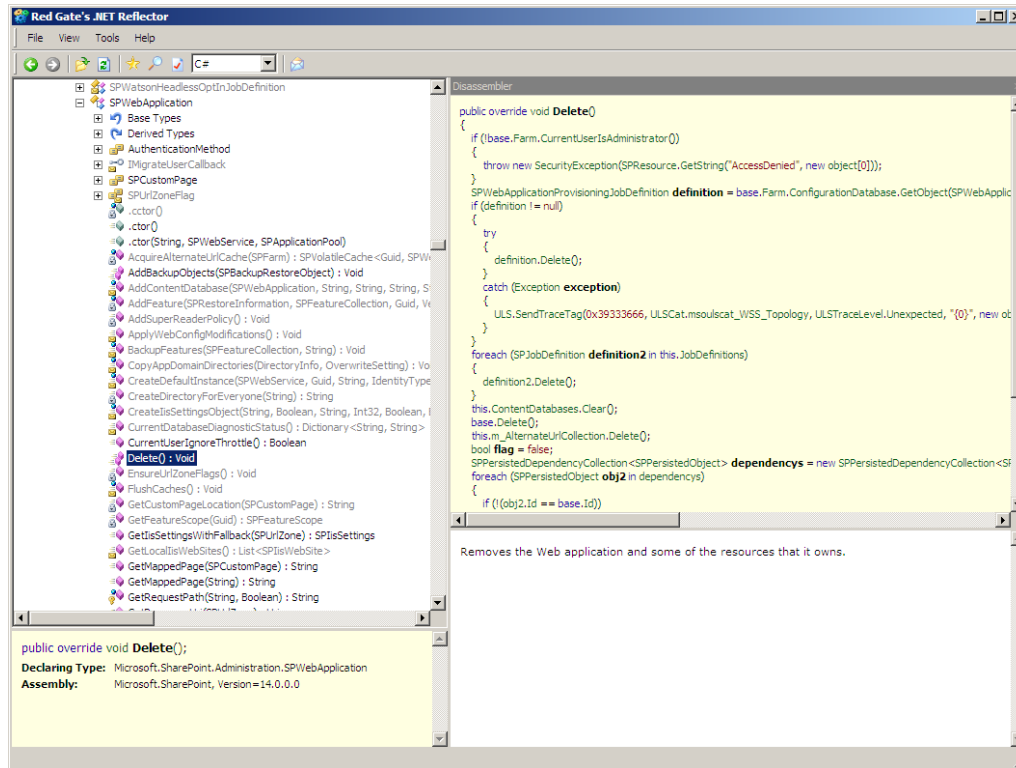 Red Gate's .NET Reflector
File View Tools Help
C#
SPWatsonHeadlessOptInJobDefinition
SPWebApplication
Base Types
Derived Types
AuthenticationMethod
IMigrateUserCallback
SPCustomPage
SPUrlZoneFlag
.cctor()
.ctor()
.ctor(String, SPWebService, SPApplicationPool)
AcquireAlternateUrlCache(SPFarm) : SPVolatileCache<Guid, SPW
AddBackupObjects(SPBackupRestoreObject) : Void
AddContentDatabase(SPWebApplication, String, String, String, S
AddFeature(SPRestoreInformation, SPFeatureCollection, Guid, Ve
AddSuperReaderPolicy() : Void
ApplyWebConfigModifications() : Void
BackupFeatures(SPFeatureCollection, String) : Void
CopyAppDomainDirectories(DirectoryInfo, OverwriteSetting) : Vo
CreateDefaultInstance(SPWebService, Guid, String, IdentityType
CreateDirectoryForEveryone(String) : String
CreateIisSettingsObject(String, Boolean, String, Int32, Boolean,
CurrentDatabaseDiagnosticStatus() : Dictionary<String, String>
CurrentUserIgnoreThrottle() : Boolean
Delete() : Void
EnsureUrlZoneFlags() : Void
FlushCaches() : Void
GetCustomPageLocation(SPCustomPage) : String
GetFeatureScope(Guid) : SPFeatureScope
GetIisSettingsWithFallback(SPUrlZone) : SPIisSettings
GetLocalIisWebSites() : List<SPIisWebSite>
GetMappedPage(SPCustomPage) : String
GetMappedPage(String) : String
GetRequestPath(String, Boolean) : String
public override void Delete();
Declaring Type: Microsoft.SharePoint.Administration.SPWebApplication
Assembly: Microsoft.SharePoint, Version=14.0.0.0
Disassembler
public override void Delete()
{
if (!base.Farm.CurrentUserIsAdministrator())
{
throw new SecurityException(SPResource.GetString("AccessDenied", new object[0]));
}
SPWebApplicationProvisioningJobDefinition definition = base.Farm.ConfigurationDatabase.GetObject(SPWebApplic
if (definition != null)
{
try
{
definition.Delete();
}
catch (Exception exception)
{
ULS.SendTraceTag(0x39333666, ULSCat.msoulscat_WSS_Topology, ULSTraceLevel.Unexpected, "{0}", new ob
}
}
foreach (SPJobDefinition definition2 in this.JobDefinitions)
{
definition2.Delete();
}
this.ContentDatabases.Clear();
base.Delete();
this.m_AlternateUrlCollection.Delete();
bool flag = false;
SPPersistedDependencyCollection<SPPersistedObject> dependencys = new SPPersistedDependencyCollection<SP
foreach (SPPersistedObject obj2 in dependencys)
{
if (!(obj2.Id == base.Id))
Removes the Web application and some of the resources that it owns.